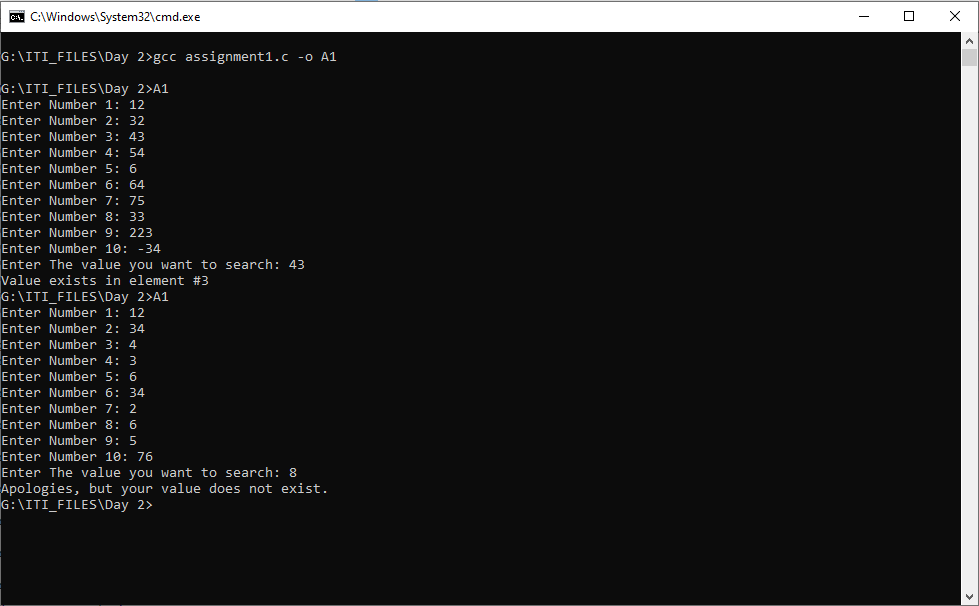 C:\Windows\System32\cmd.exe
G:\ITI_FILES\Day 2>gcc assignment1.c -o A1
G:\ITI_FILES\Day 2>A1
Enter Number 1: 12
Enter Number 2: 32
Enter Number 3: 43
Enter Number 4: 54
Enter Number 5: 6
Enter Number 6: 64
Enter Number 7: 75
Enter Number 8: 33
Enter Number 9: 223
Enter Number 10: -34
Enter The value you want to search: 43
Value exists in element #3
G:\ITI_FILES\Day 2>A1
Enter Number 1: 12
Enter Number 2: 34
Enter Number 3: 4
Enter Number 4: 3
Enter Number 5: 6
Enter Number 6: 34
Enter Number 7: 2
Enter Number 8: 6
Enter Number 9: 5
Enter Number 10: 76
Enter The value you want to search: 8
Apologies, but your value does not exist.
G:\ITI_FILES\Day 2>